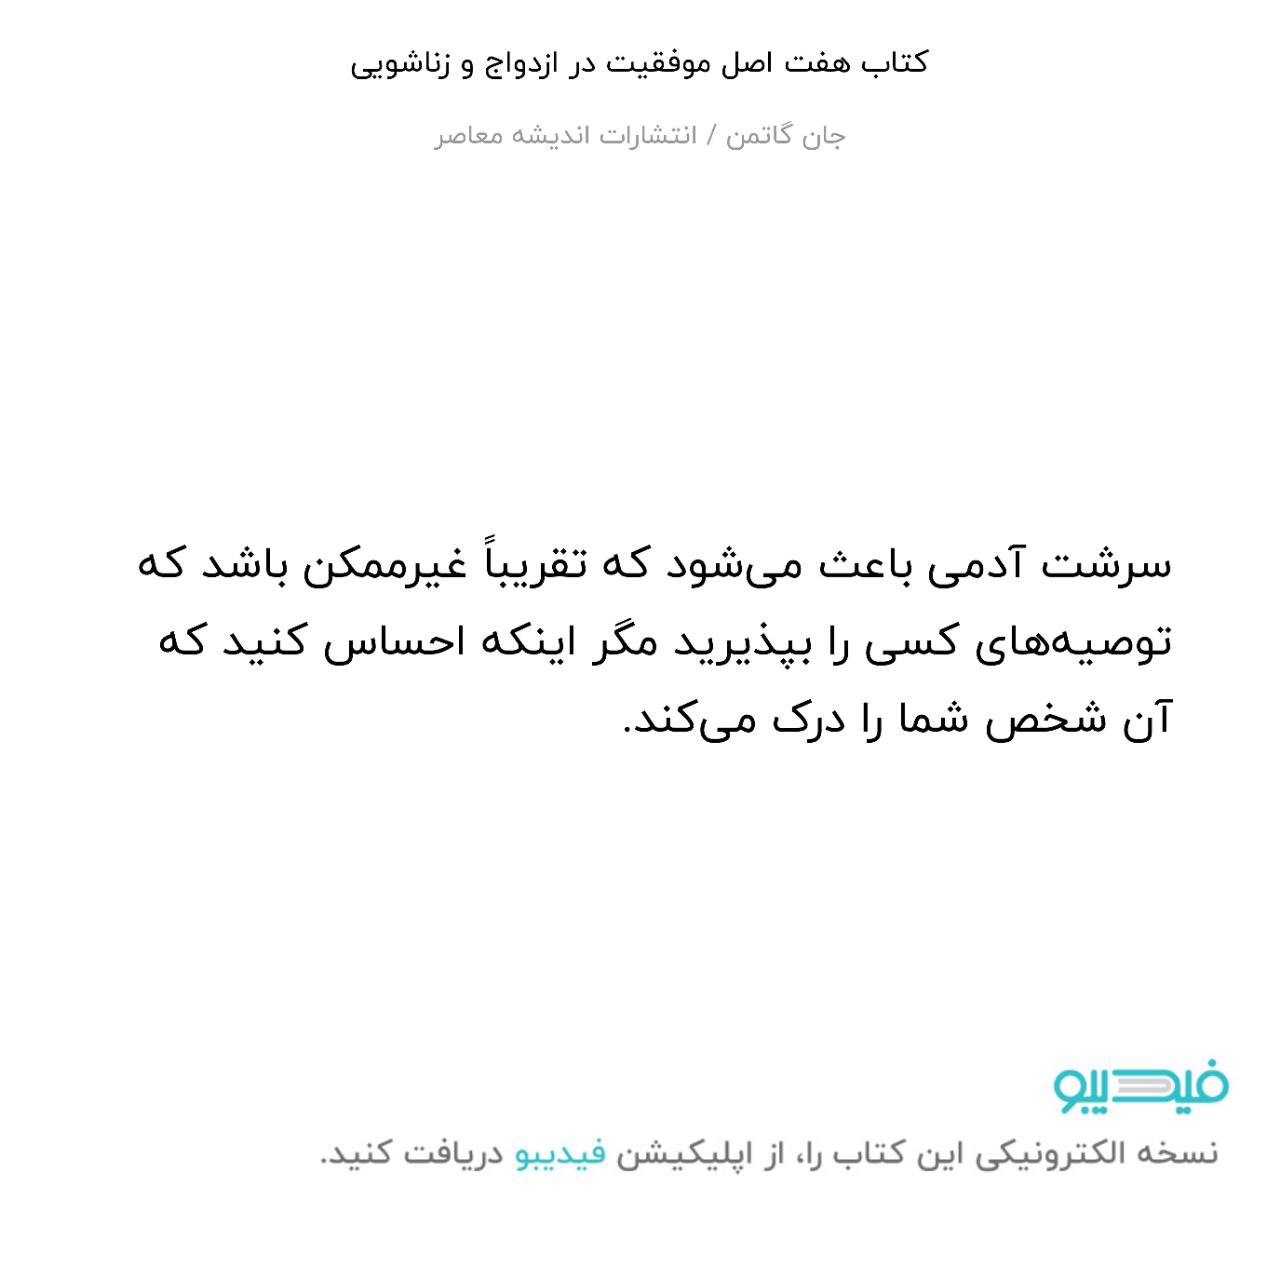 کتاب هفت اصل موفقیت در ازدواج و زناشویی
جان گاتمن / انتشارات اندیشه معاصر
سرشت آدمی باعث می‌شود که تقریباً غیرممکن باشد که
توصیه‌های کسی را بپذیرید مگر اینکه احساس کنید که
آن شخص شما را درک می‌کند.
فیدیبو
نسخه الکترونیکی این کتاب را، از اپلیکیشن فیدیبو دریافت کنید.